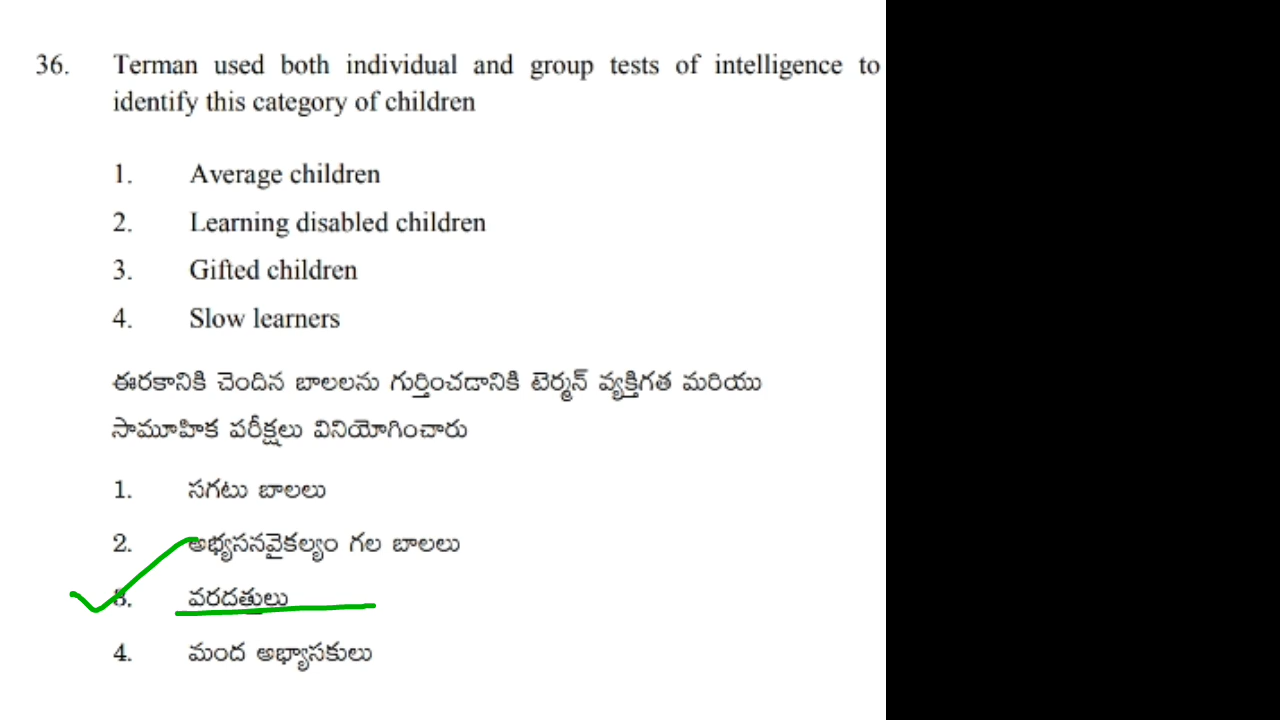 36. Terman used both individual and group tests of intelligence to
identify this category of children
1. Average children
2. Learning disabled children
3. Gifted children
4. Slow learners
ఈరకానికి చెందిన బాలలను గుర్తించడానికి టెర్మన్ వ్యక్తిగత మరియు
సామూహిక పరీక్షలు వినియోగించారు
1. సగటు బాలలు
2. అభ్యసనవైకల్యం గల బాలలు
3. వరదత్తులు
4. మంద అభ్యాసకులు